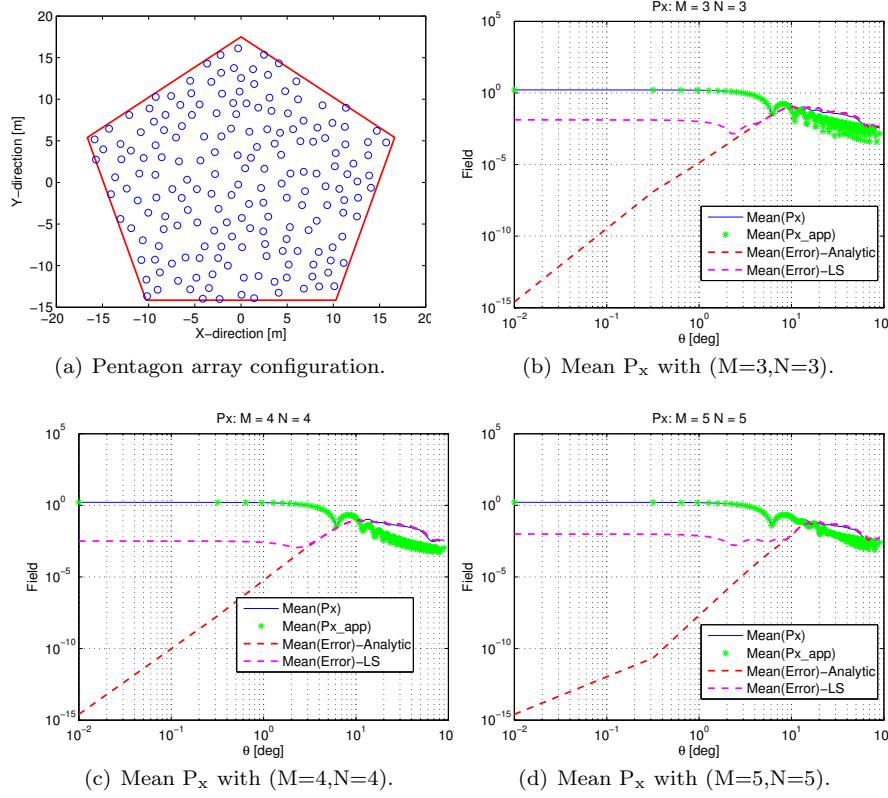 20
15
10
5
0
−5
−10
−15
−20 −15 −10 −5 0 5 10 15 20
Y−direction [m]
X−direction [m]
(a) Pentagon array configuration.
Px: M = 3 N = 3
10^5
10^0
10^−5
10^−10
10^−15
Field
Mean(Px)
Mean(Px_app)
Mean(Error)−Analytic
Mean(Error)−LS
10^−2 10^−1 10^0 10^1 10^2
θ [deg]
(b) Mean P_x with (M=3,N=3).
Px: M = 4 N = 4
10^5
10^0
10^−5
10^−10
10^−15
Field
Mean(Px)
Mean(Px_app)
Mean(Error)−Analytic
Mean(Error)−LS
10^−2 10^−1 10^0 10^1 10
θ [deg]
(c) Mean P_x with (M=4,N=4).
Px: M = 5 N = 5
10^5
10^0
10^−5
10^−10
10^−15
Field
Mean(Px)
Mean(Px_app)
Mean(Error)−Analytic
Mean(Error)−LS
10^−2 10^−1 10^0 10^1 10
θ [deg]
(d) Mean P_x with (M=5,N=5).